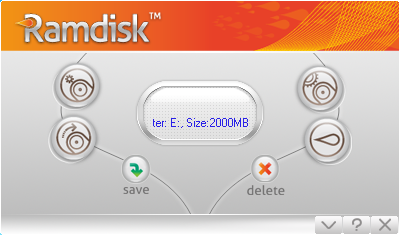 Ramdisk™
ter: E:, Size:2000MB
save
delete
?